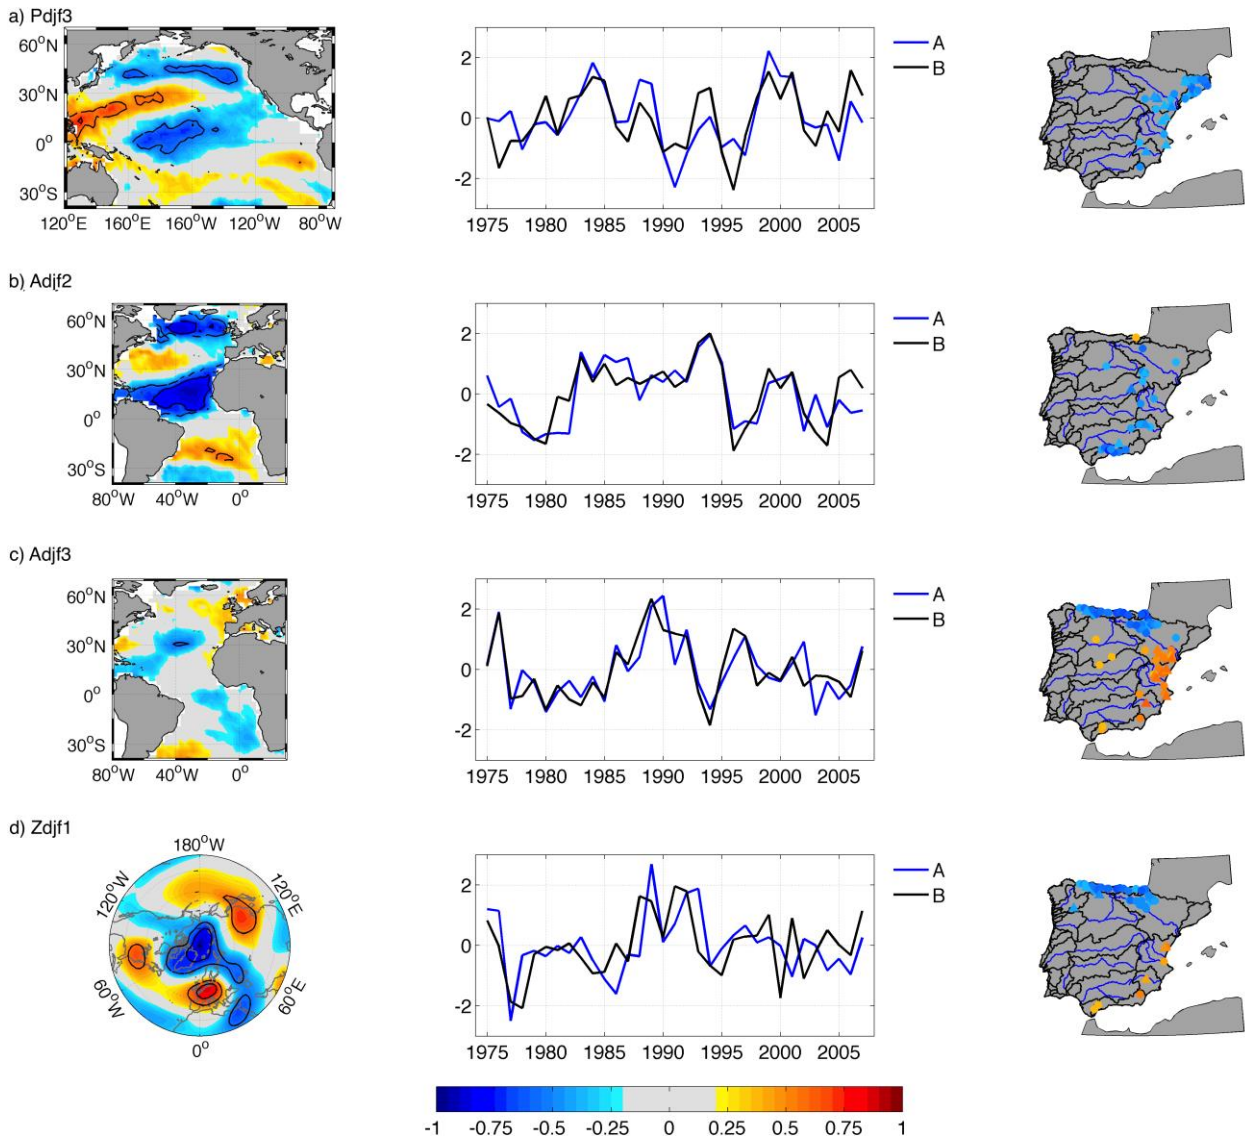 a) Pdjf3
60°N
30°N
0°
30°S
120°E 160°E 160°W 120°W 80°W
2
0
-2
1975 1980 1985 1990 1995 2000 2005
A
B
b) Adjf2
60°N
30°N
0°
30°S
80°W 40°W 0°
2
0
-2
1975 1980 1985 1990 1995 2000 2005
A
B
c) Adjf3
60°N
30°N
0°
30°S
80°W 40°W 0°
2
0
-2
1975 1980 1985 1990 1995 2000 2005
A
B
d) Zdjf1
180°W
120°W
120°E
60°W
60°E
0°
2
0
-2
1975 1980 1985 1990 1995 2000 2005
A
B
-1 -0.75 -0.5 -0.25 0 0.25 0.5 0.75 1